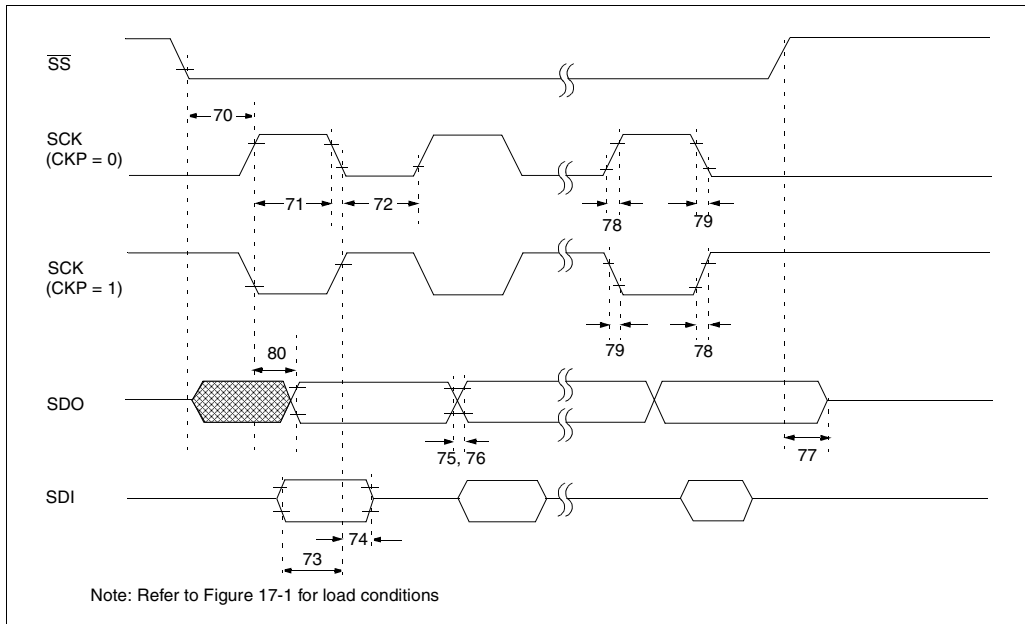 SS
70
SCK
(CKP = 0)
71
72
78
79
SCK
(CKP = 1)
79
78
80
SDO
75, 76
77
SDI
74
73
Note: Refer to Figure 17-1 for load conditions